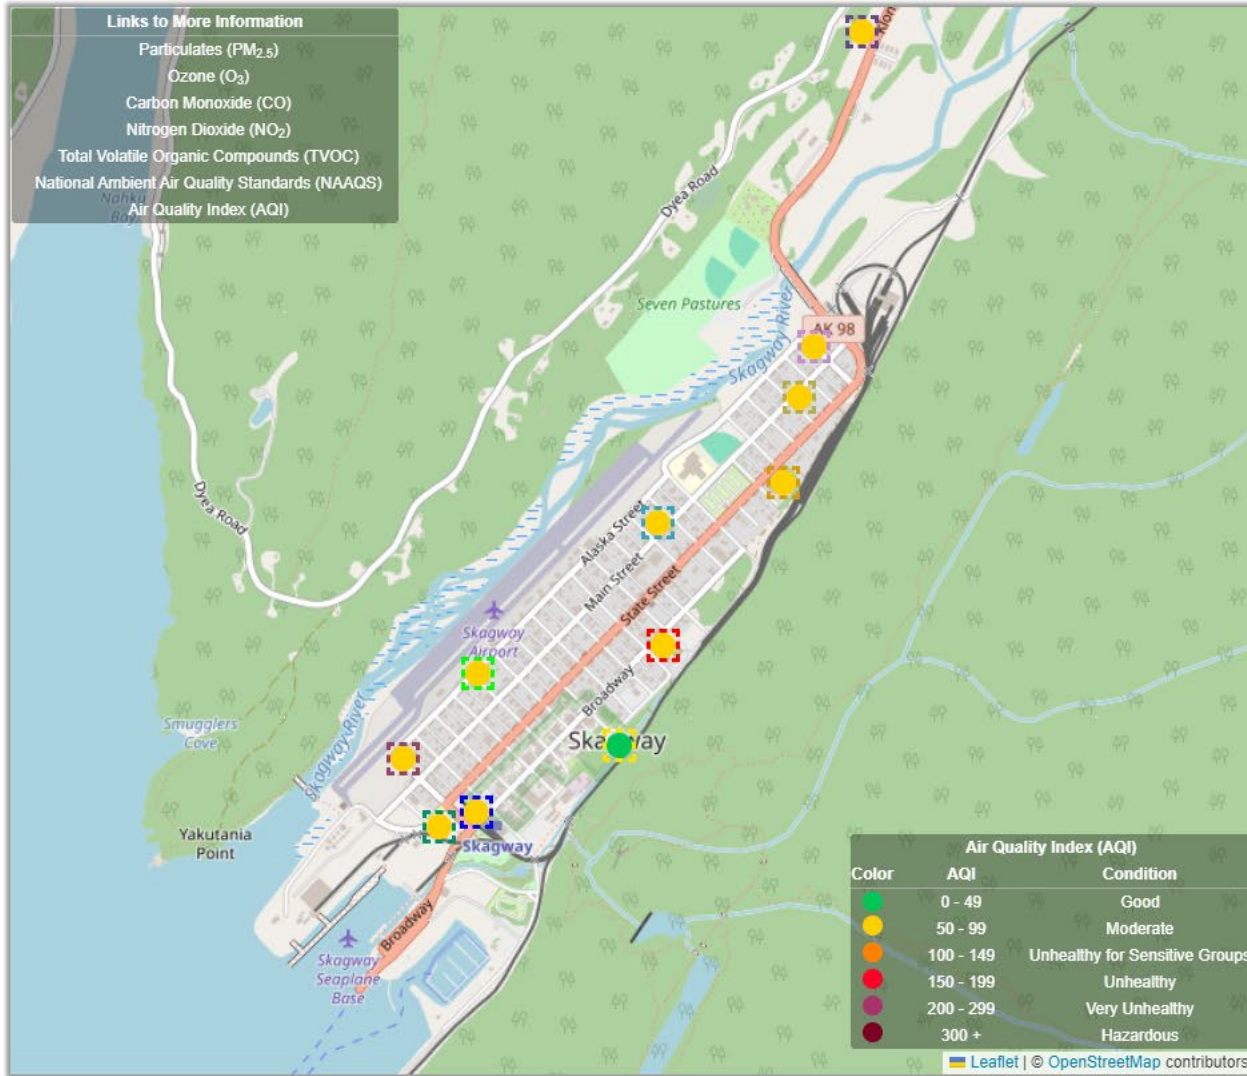 Links to More Information
Particulates (PM2.5)
Ozone (O3)
Carbon Monoxide (CO)
Nitrogen Dioxide (NO2)
Total Volatile Organic Compounds (TVOC)
National Ambient Air Quality Standards (NAAQS)
Air Quality Index (AQI)
Nahku
Bay
Klon
Dyea Road
Seven Pastures
Skagway River
AK 98
Dyea Road
Alaska Street
Main Street
State Street
Skagway
Airport
Broadway
Skagway
Smugglers
Cove
Skagway River
Yakutania
Point
Skagway
Broadway
Skagway
Seaplane
Base
Air Quality Index (AQI)
Color AQI Condition
0 - 49 Good
50 - 99 Moderate
100 - 149 Unhealthy for Sensitive Groups
150 - 199 Unhealthy
200 - 299 Very Unhealthy
300 + Hazardous
Leaflet | © OpenStreetMap contributors